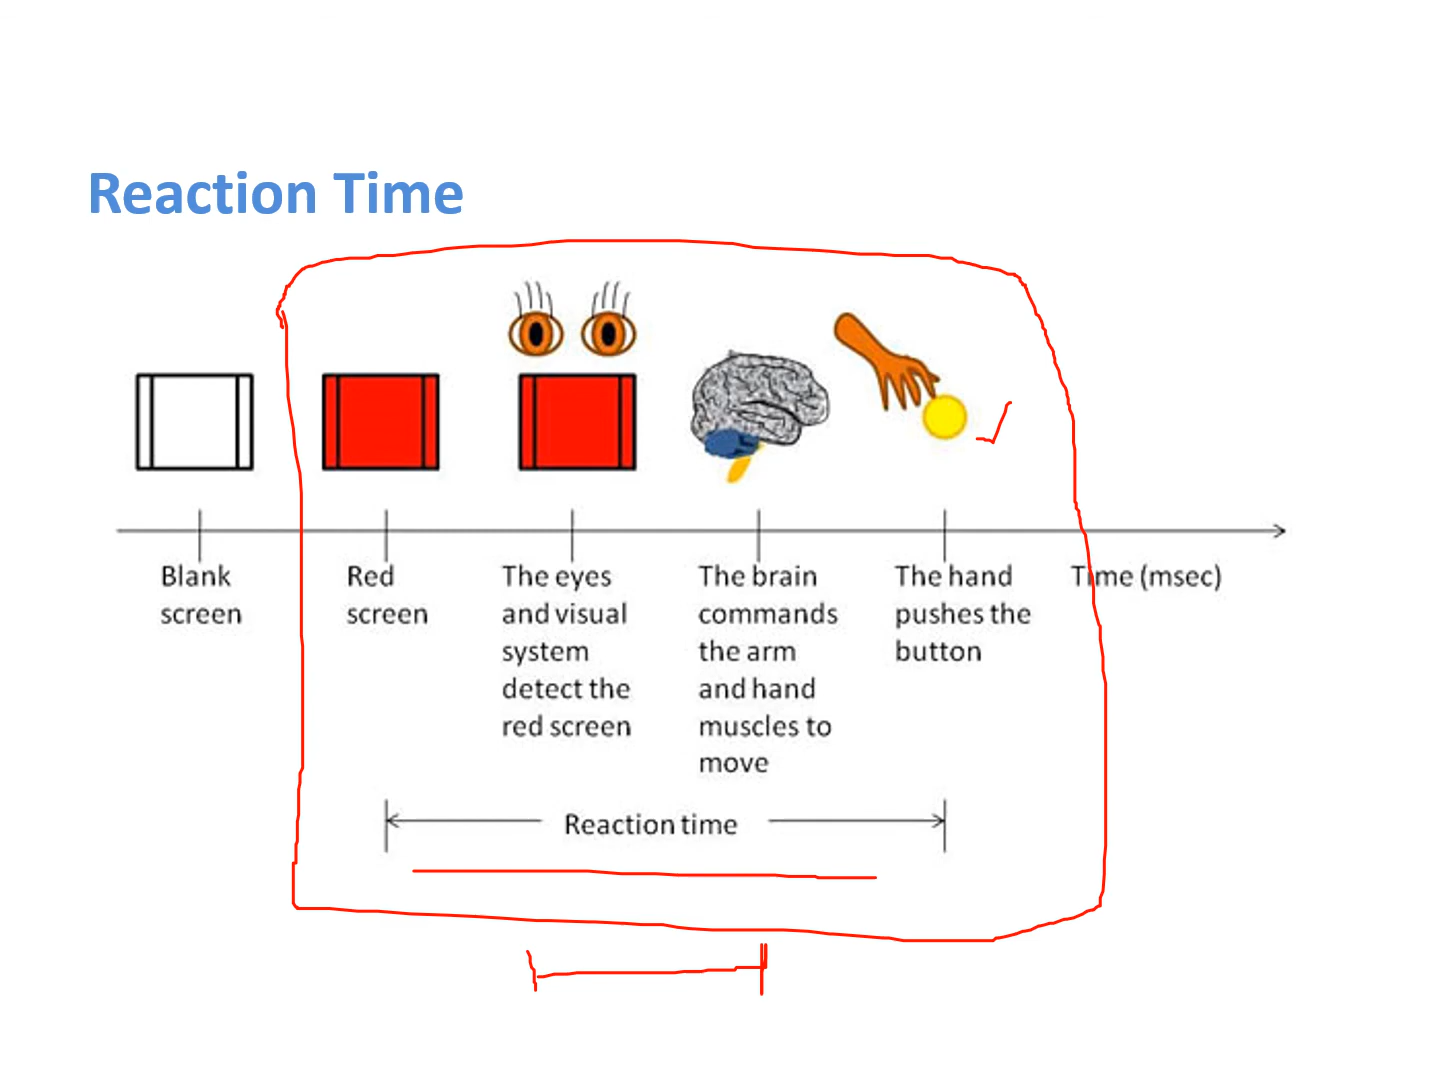 Reaction Time
Blank
screen
Red
screen
The eyes
and visual
system
detect the
red screen
The brain
commands
the arm
and hand
muscles to
move
The hand
pushes the
button
Time (msec)
Reaction time